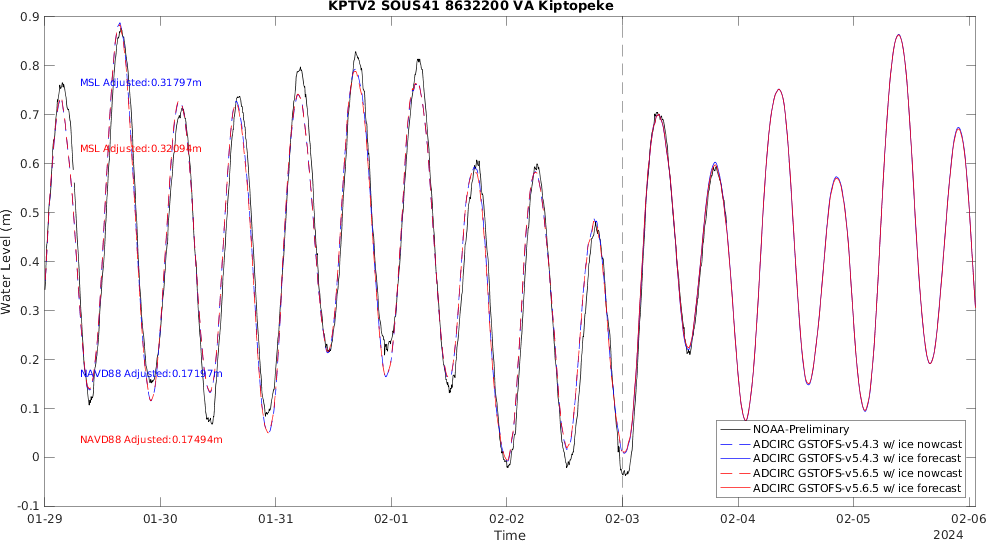 KPTV2 SOUS41 8632200 VA Kiptopeke
0.9
0.8
0.7
0.6
0.5
0.4
0.3
0.2
0.1
0
-0.1
Water Level (m)
MSL Adjusted:0.31797m
MSL Adjusted:0.32094m
NAVD88 Adjusted:0.17197m
NAVD88 Adjusted:0.17494m
NOAA-Preliminary
ADCIRC GSTOFS-v5.4.3 w/ ice nowcast
ADCIRC GSTOFS-v5.4.3 w/ ice forecast
ADCIRC GSTOFS-v5.6.5 w/ ice nowcast
ADCIRC GSTOFS-v5.6.5 w/ ice forecast
01-29 01-30 01-31 02-01 02-02 02-03 02-04 02-05 02-06
Time
2024